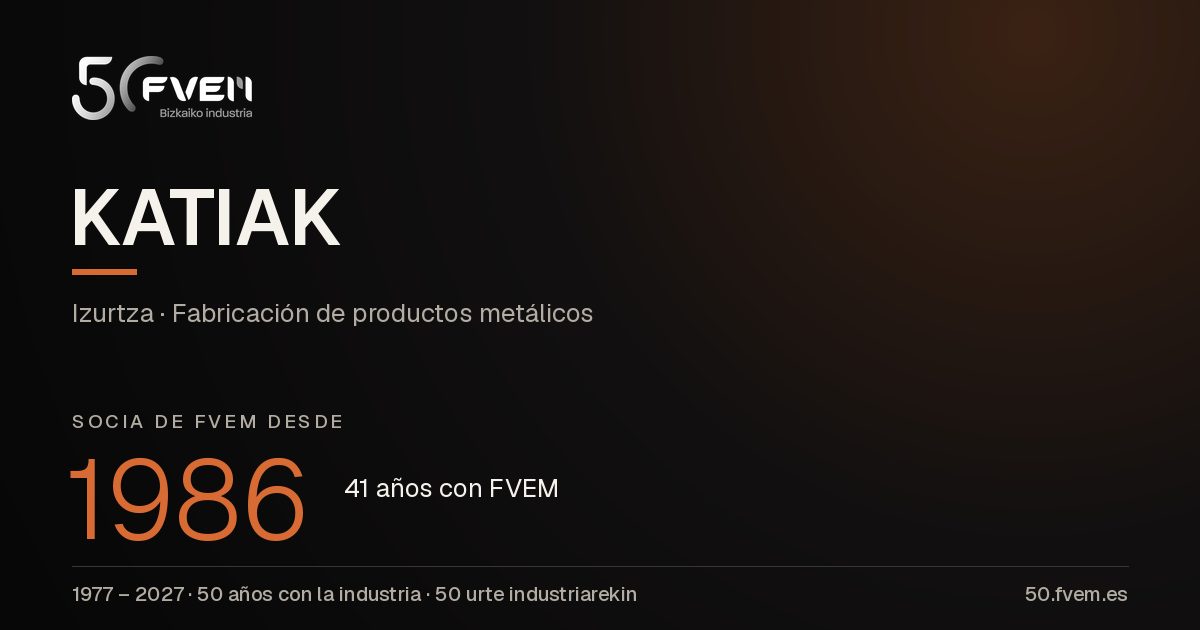 50 FVEM
Bizkaiko industria
KATIAK
Izurtza · Fabricación de productos metálicos
SOCIA DE FVEM DESDE
1986
41 años con FVEM
1977 – 2027 · 50 años con la industria · 50 urte industriarekin
50.fvem.es